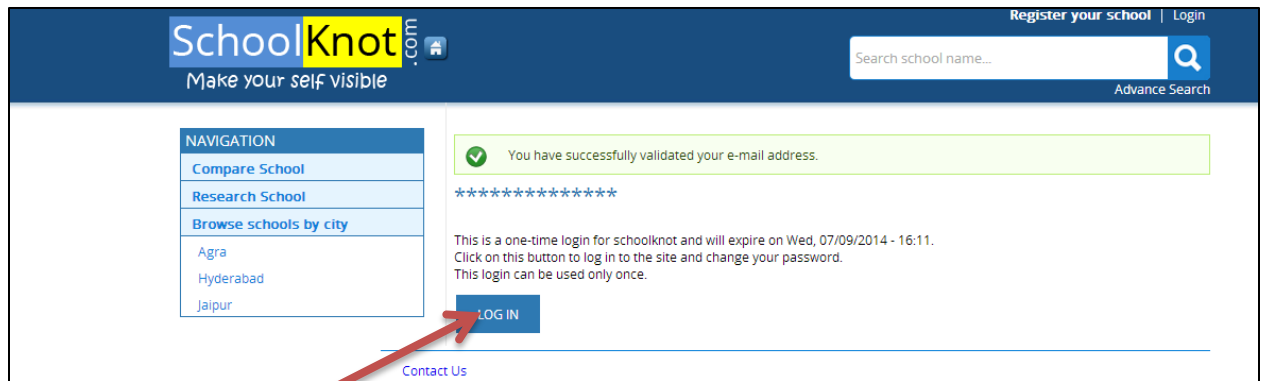 Register your school | Login
SchoolKnot.com
Make your self visible
Search school name...
Advance Search
NAVIGATION
Compare School
Research School
Browse schools by city
Agra
Hyderabad
Jaipur
You have successfully validated your e-mail address.
**************
This is a one-time login for schoolknot and will expire on Wed, 07/09/2014 - 16:11.
Click on this button to log in to the site and change your password.
This login can be used only once.
LOG IN
Contact Us